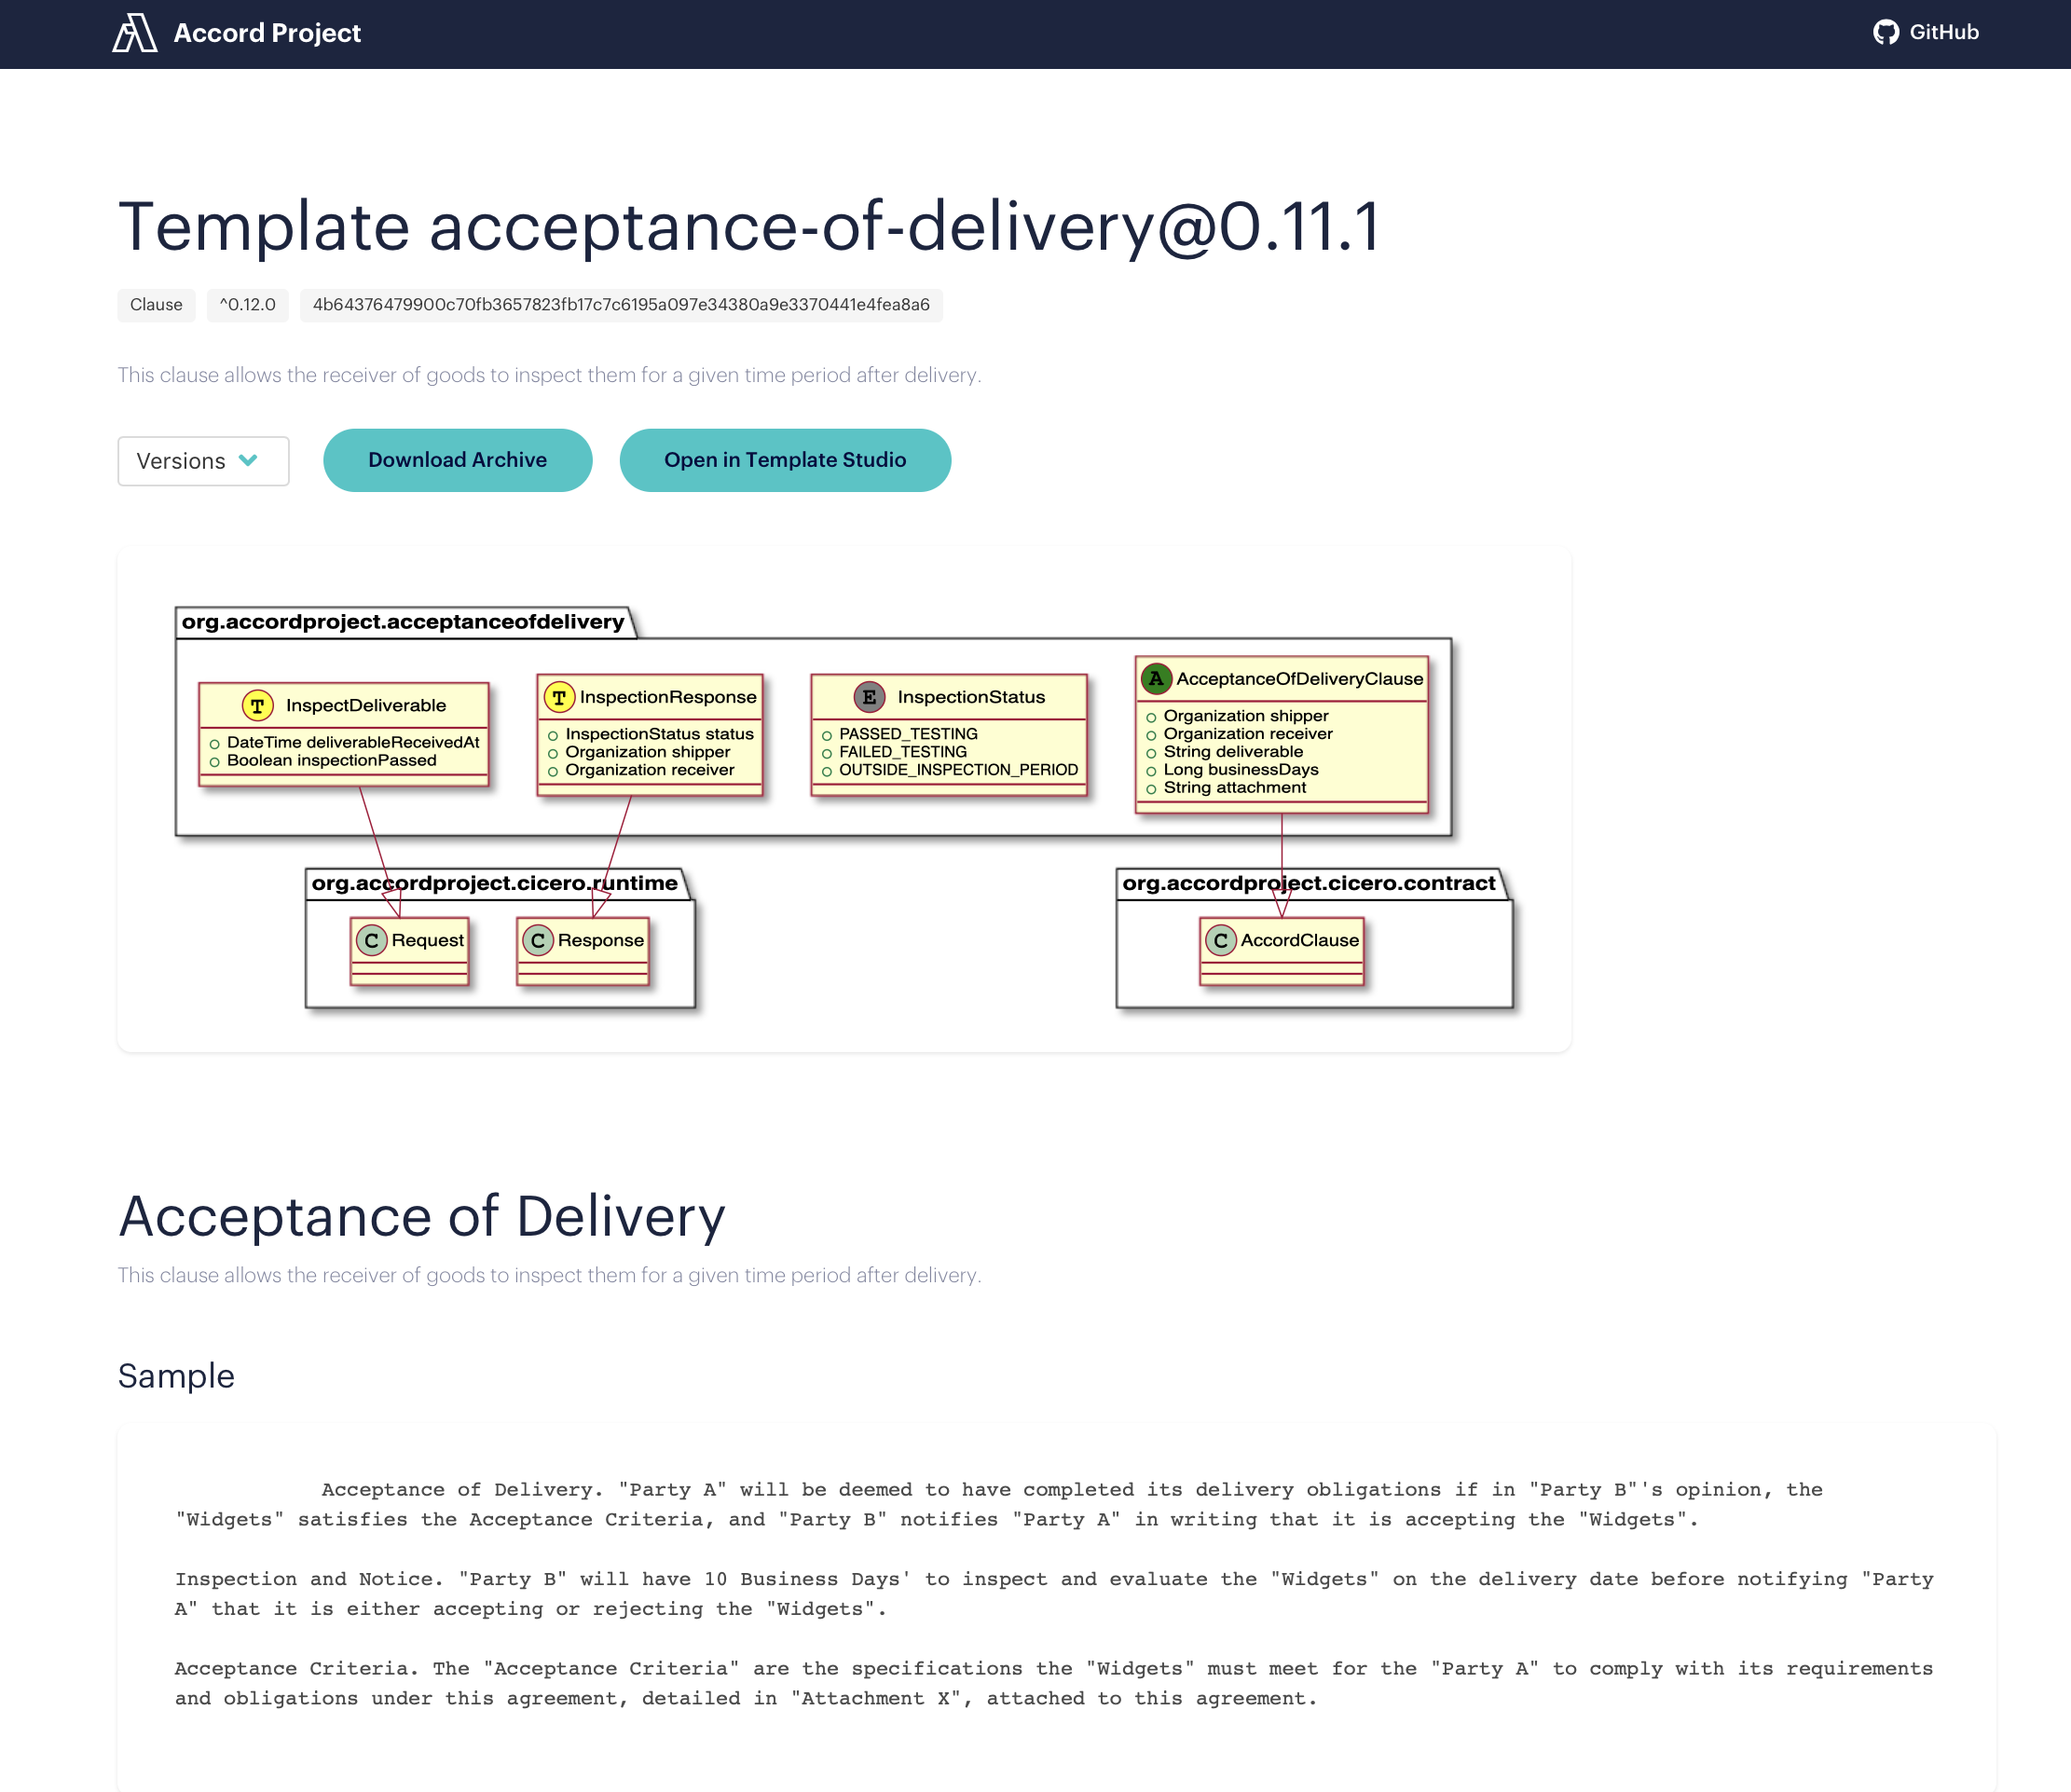 Accord Project
GitHub
Template acceptance-of-delivery@0.11.1
Clause ^0.12.0 4b64376479900c70fb3657823fb17c7c6195a097e34380a9e3370441e4fea8a6
This clause allows the receiver of goods to inspect them for a given time period after delivery.
Versions
Download Archive
Open in Template Studio
org.accordproject.acceptanceofdelivery
T InspectDeliverable
DateTime deliverableReceivedAt
Boolean inspectionPassed
T InspectionResponse
InspectionStatus status
Organization shipper
Organization receiver
E InspectionStatus
PASSED_TESTING
FAILED_TESTING
OUTSIDE_INSPECTION_PERIOD
A AcceptanceOfDeliveryClause
Organization shipper
Organization receiver
String deliverable
Long businessDays
String attachment
org.accordproject.cicero.runtime
C Request
C Response
org.accordproject.cicero.contract
C AccordClause
Acceptance of Delivery
This clause allows the receiver of goods to inspect them for a given time period after delivery.
Sample
Acceptance of Delivery. "Party A" will be deemed to have completed its delivery obligations if in "Party B"'s opinion, the
"Widgets" satisfies the Acceptance Criteria, and "Party B" notifies "Party A" in writing that it is accepting the "Widgets".
Inspection and Notice. "Party B" will have 10 Business Days' to inspect and evaluate the "Widgets" on the delivery date before notifying "Party
A" that it is either accepting or rejecting the "Widgets".
Acceptance Criteria. The "Acceptance Criteria" are the specifications the "Widgets" must meet for the "Party A" to comply with its requirements
and obligations under this agreement, detailed in "Attachment X", attached to this agreement.